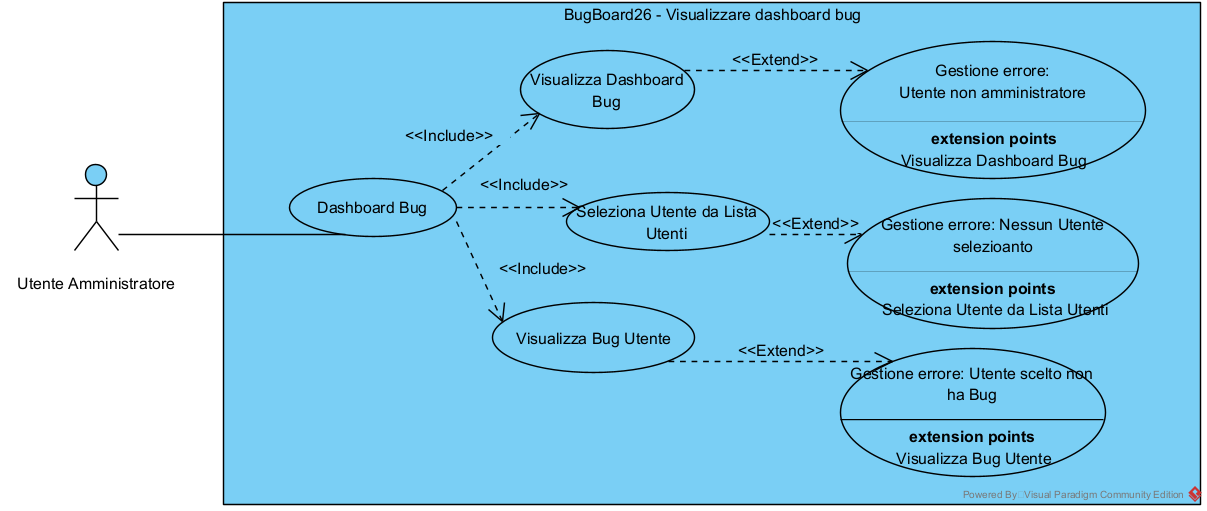 BugBoard26 - Visualizzare dashboard bug
<<Extend>>
Visualizza Dashboard
Bug
Gestione errore:
Utente non amministratore
extension points
Visualizza Dashboard Bug
<<Include>>
<<Include>>
Dashboard Bug
Seleziona Utente da Lista
Utenti
<<Extend>>
Gestione errore: Nessun Utente
selezioanto
extension points
Seleziona Utente da Lista Utenti
Utente Amministratore
<<Include>>
Visualizza Bug Utente
<<Extend>>
Gestione errore: Utente scelto non
ha Bug
extension points
Visualizza Bug Utente
Powered By: Visual Paradigm Community Edition